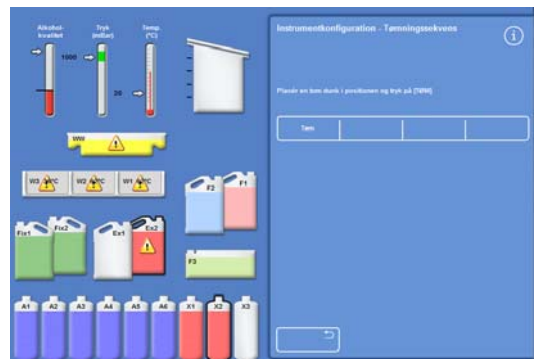 Alkohol-
kvalitet
Tryk
(mBar)
Temp.
(°C)
1000
20
WW
W3
°C
W2
°C
W1
°C
F2
F1
Fix1
Fix2
Ex1
Ex2
F3
A1
A2
A3
A4
A5
A6
X1
X2
X3
Instrumentkonfiguration - Tømningssekvens
i
Placér en tom dunk i positionen og tryk på [TØM]
Tøm